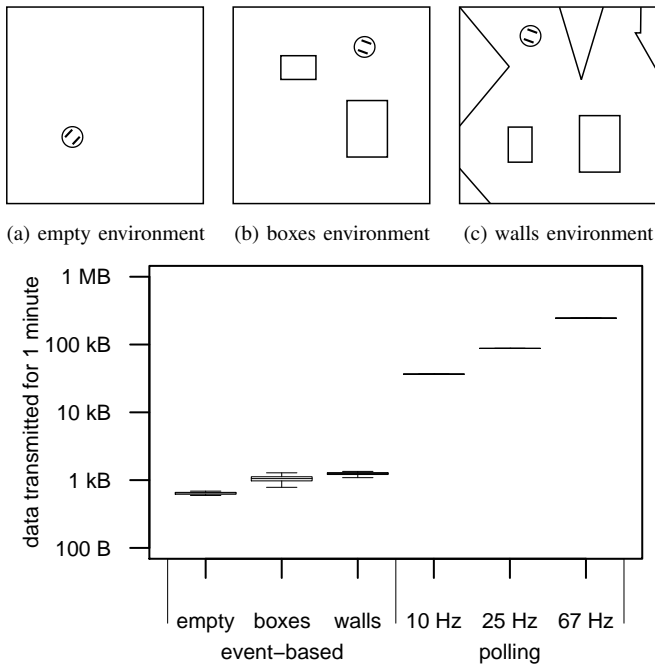 (a) empty environment
(b) boxes environment
(c) walls environment
data transmitted for 1 minute
1 MB
100 kB
10 kB
1 kB
100 B
empty boxes walls 10 Hz 25 Hz 67 Hz
event−based polling